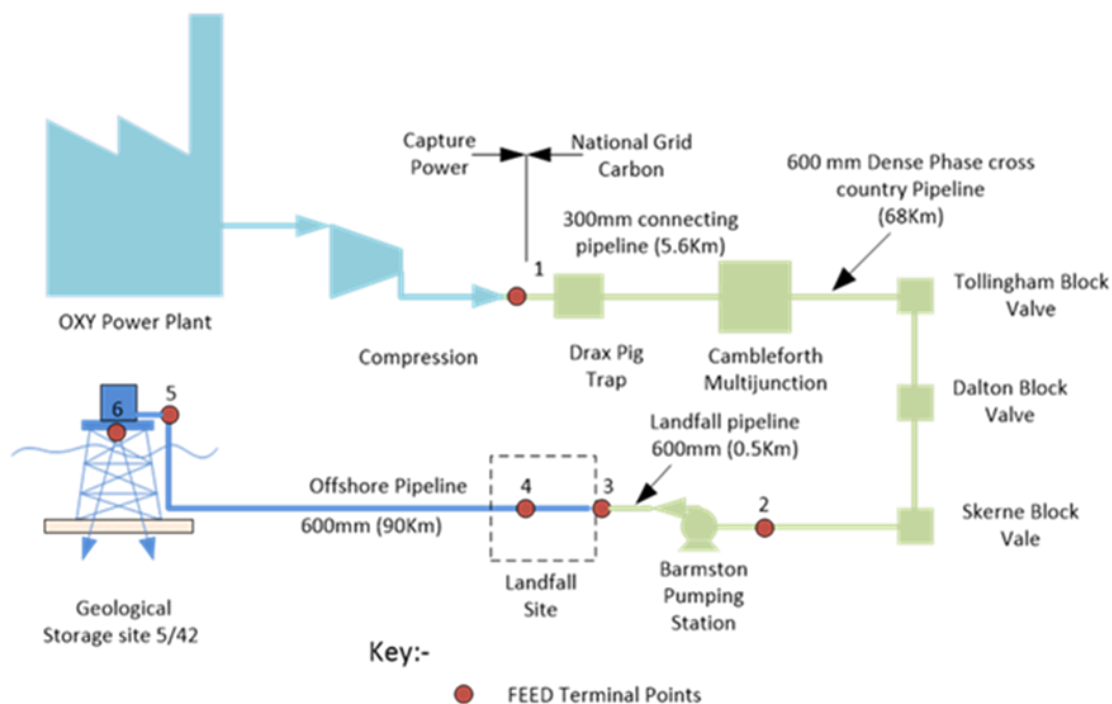 Capture
Power
National Grid
Carbon
600 mm Dense Phase cross
country Pipeline
(68Km)
300mm connecting
pipeline (5.6Km)
1
Tollingham Block
Valve
OXY Power Plant
Compression
Drax Pig
Trap
Cambleforth
Multijunction
Dalton Block
Valve
5
6
Landfall pipeline
600mm (0.5Km)
Offshore Pipeline
600mm (90Km)
4
3
2
Skerne Block
Vale
Landfall
Site
Barmston
Pumping
Station
Geological
Storage site 5/42
Key:-
FEED Terminal Points